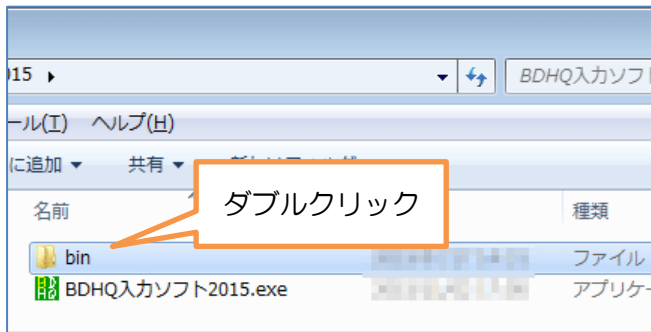 015 ▸
BDHQ入力ソフト
ール(T) ヘルプ(H)
に追加 ▼ 共有 ▼
ダブルクリック
名前 種類
bin ファイル
BDHQ入力ソフト2015.exe アプリケー